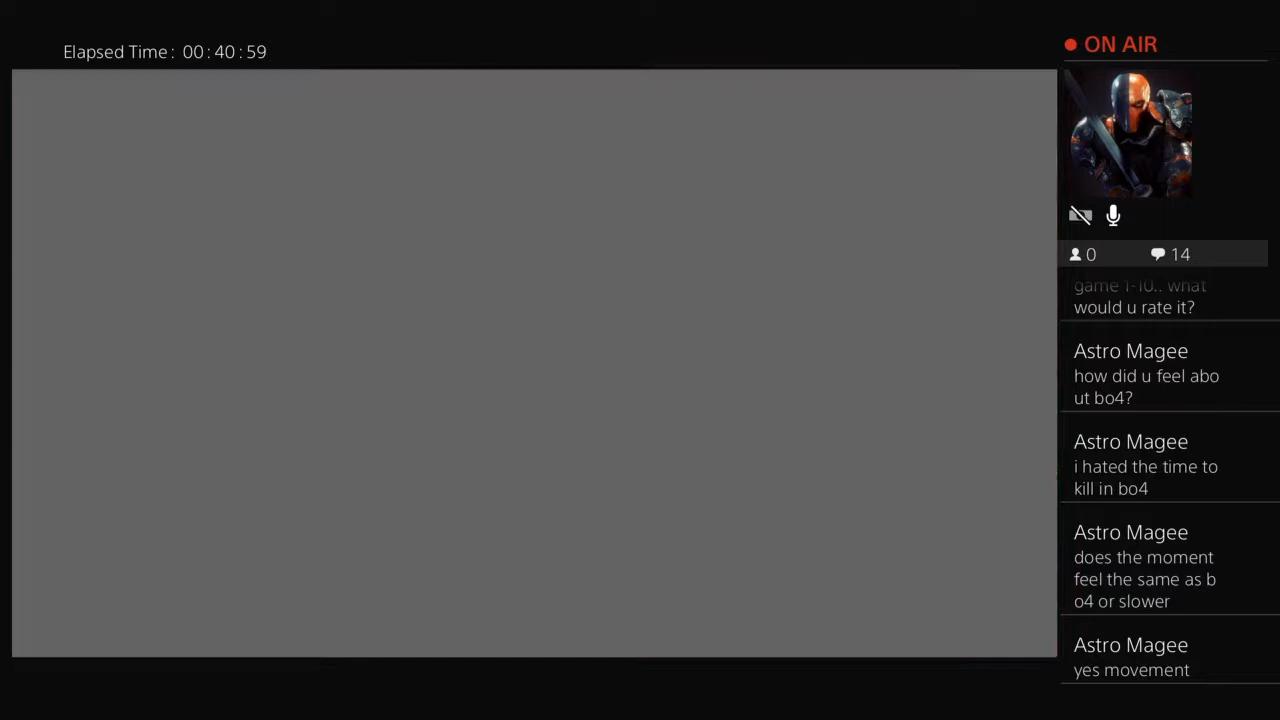 Elapsed Time: 00:40:59
ON AIR
0
14
game 1-10.. what
would u rate it?
Astro Magee
how did u feel abo
ut bo4?
Astro Magee
i hated the time to
kill in bo4
Astro Magee
does the moment
feel the same as b
o4 or slower
Astro Magee
yes movement